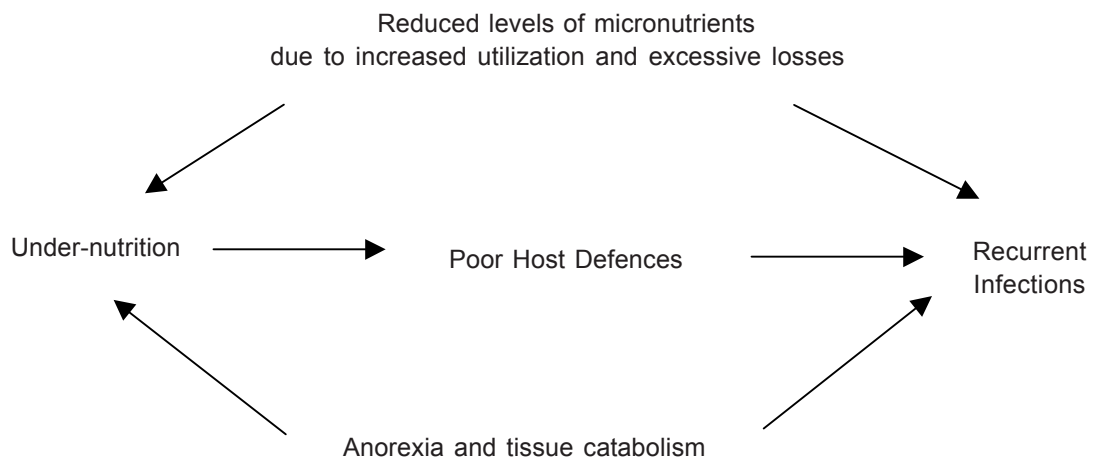 Reduced levels of micronutrients
due to increased utilization and excessive losses
Under-nutrition
Poor Host Defences
Recurrent
Infections
Anorexia and tissue catabolism